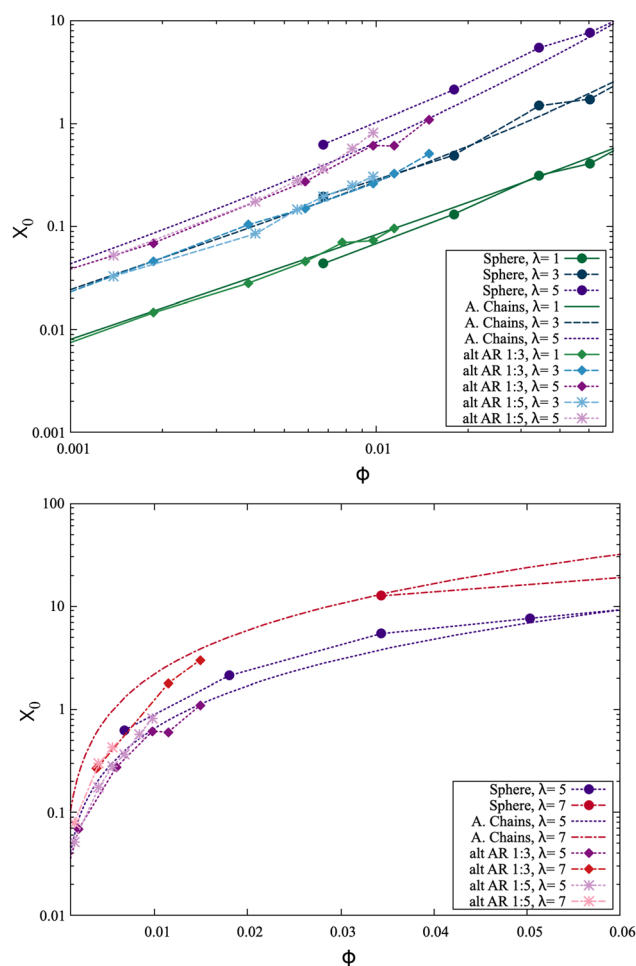 10
1
0.1
0.01
0.001
X₀
0.001
0.01
ϕ
Sphere, λ= 1
Sphere, λ= 3
Sphere, λ= 5
A. Chains, λ= 1
A. Chains, λ= 3
A. Chains, λ= 5
alt AR 1:3, λ= 1
alt AR 1:3, λ= 3
alt AR 1:3, λ= 5
alt AR 1:5, λ= 3
alt AR 1:5, λ= 5
100
10
1
0.1
0.01
X₀
0.01
0.02
0.03
0.04
0.05
0.06
ϕ
Sphere, λ= 5
Sphere, λ= 7
A. Chains, λ= 5
A. Chains, λ= 7
alt AR 1:3, λ= 5
alt AR 1:3, λ= 7
alt AR 1:5, λ= 5
alt AR 1:5, λ= 7